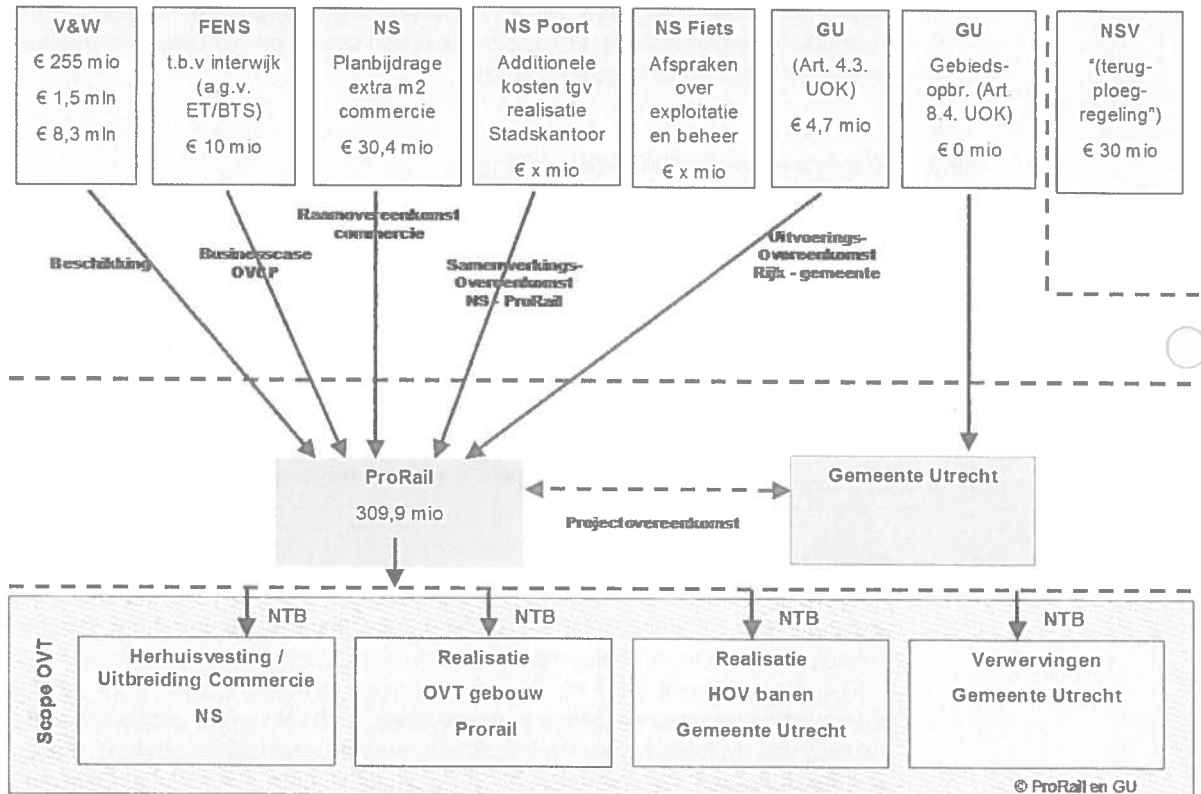 V&W
€ 255 mio
€ 1,5 mln
€ 8,3 mln
FENS
t.b.v interwijk
(a.g.v.
ET/BTS)
€ 10 mio
NS
Planbijdrage
extra m2
commercie
€ 30,4 mio
NS Poort
Additionele
kosten tgv
realisatie
Stadskantoor
€ x mio
NS Fiets
Afspraken
over
exploitatie
en beheer
€ x mio
GU
(Art. 4.3.
UOK)
€ 4,7 mio
GU
Gebieds-
opbr. (Art.
8.4. UOK)
€ 0 mio
NSV
“(terug-
ploeg-
regeling”)
€ 30 mio
Beschikking
Businesscase
OVCP
Raamovereenkomst
commercie
Samenwerkings-
Overeenkomst
NS - ProRail
Uitvoerings-
Overeenkomst
Rijk - gemeente
ProRail
309,9 mio
Projectovereenkomst
Gemeente Utrecht
Scope OVT
NTB
NTB
NTB
NTB
Herhuisvesting /
Uitbreiding Commercie
NS
Realisatie
OVT gebouw
Prorail
Realisatie
HOV banen
Gemeente Utrecht
Verwervingen
Gemeente Utrecht
© ProRail en GU